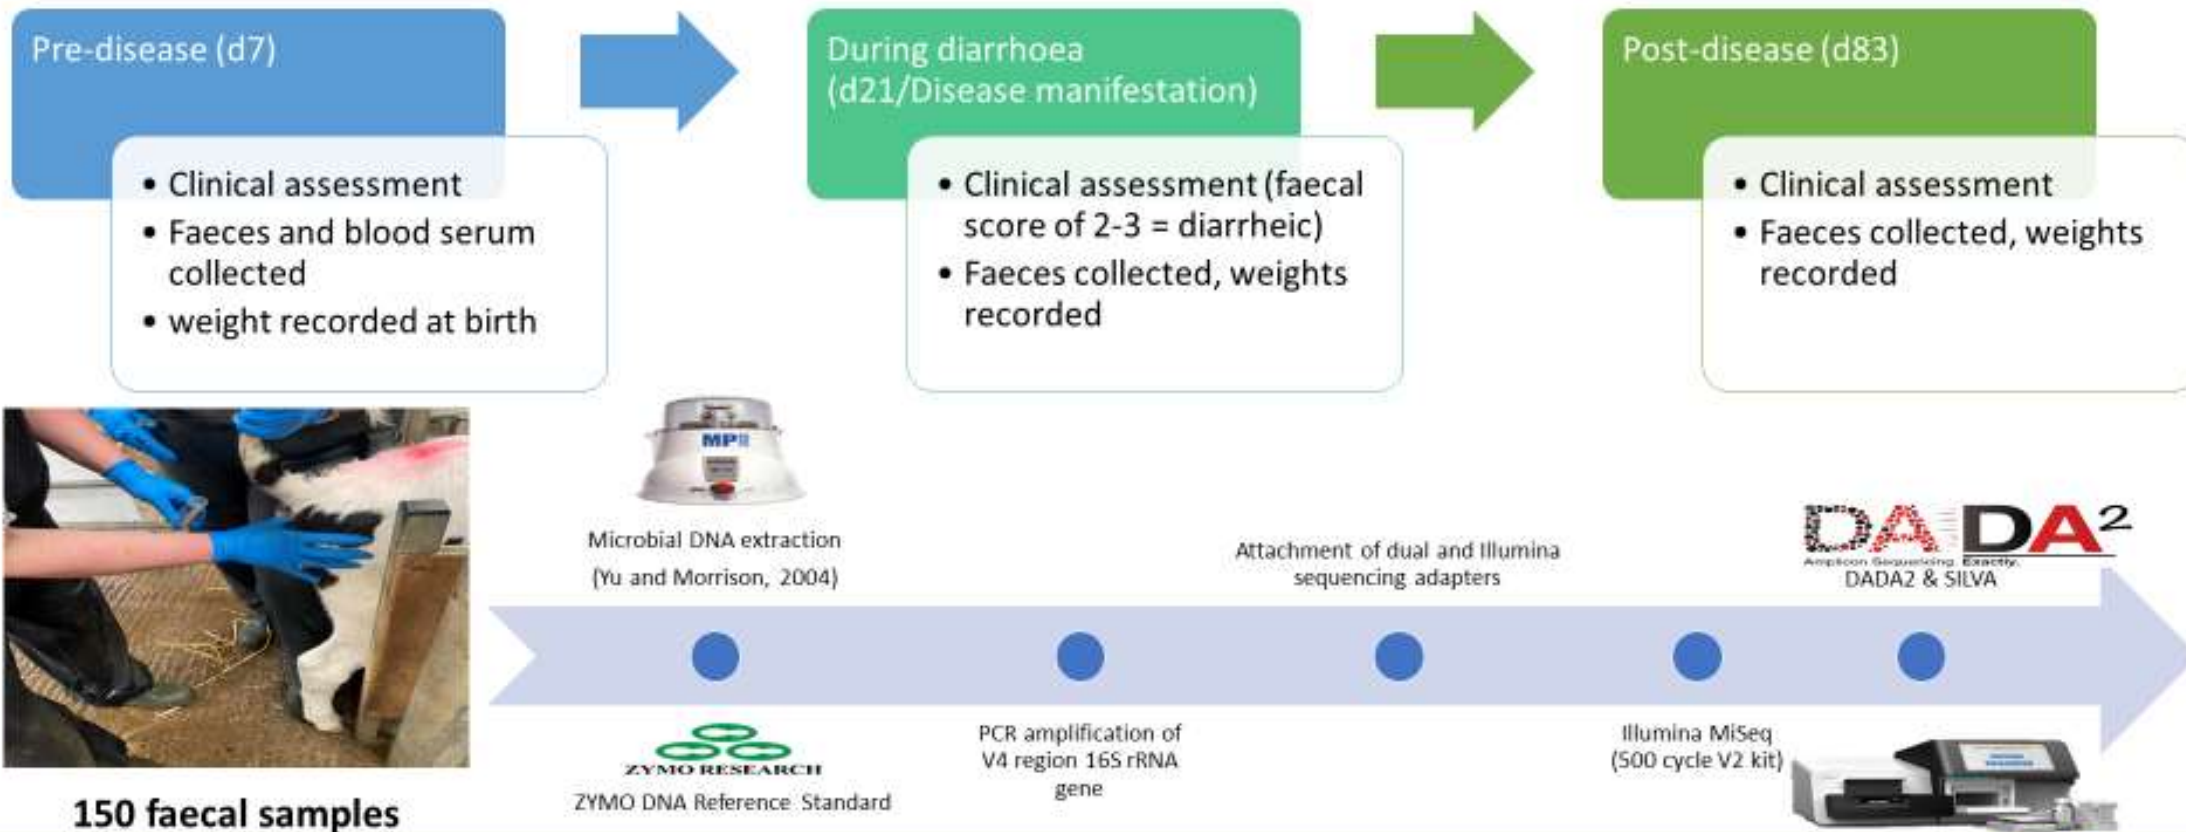 Pre-disease (d7)
• Clinical assessment
• Faeces and blood serum
collected
• weight recorded at birth
During diarrhoea
(d21/Disease manifestation)
• Clinical assessment (faecal
score of 2-3 = diarrheic)
• Faeces collected, weights
recorded
Post-disease (d83)
• Clinical assessment
• Faeces collected, weights
recorded
150 faecal samples
MP
Microbial DNA extraction
(Yu and Morrison, 2004)
ZYMO RESEARCH
ZYMO DNA Reference Standard
PCR amplification of
V4 region 16S rRNA
gene
Attachment of dual and Illumina
sequencing adapters
Illumina MiSeq
(500 cycle V2 kit)
DADA2
Amplicon Sequencing. Exactly.
DADA2 & SILVA